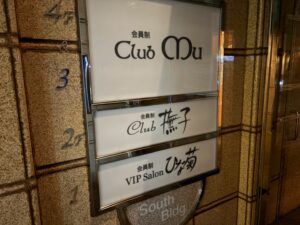 4F
会員制
Club Mu
3
会員制
Club 撫子
2F
会員制
VIP Salon ひな菊
1
South
Bldg.